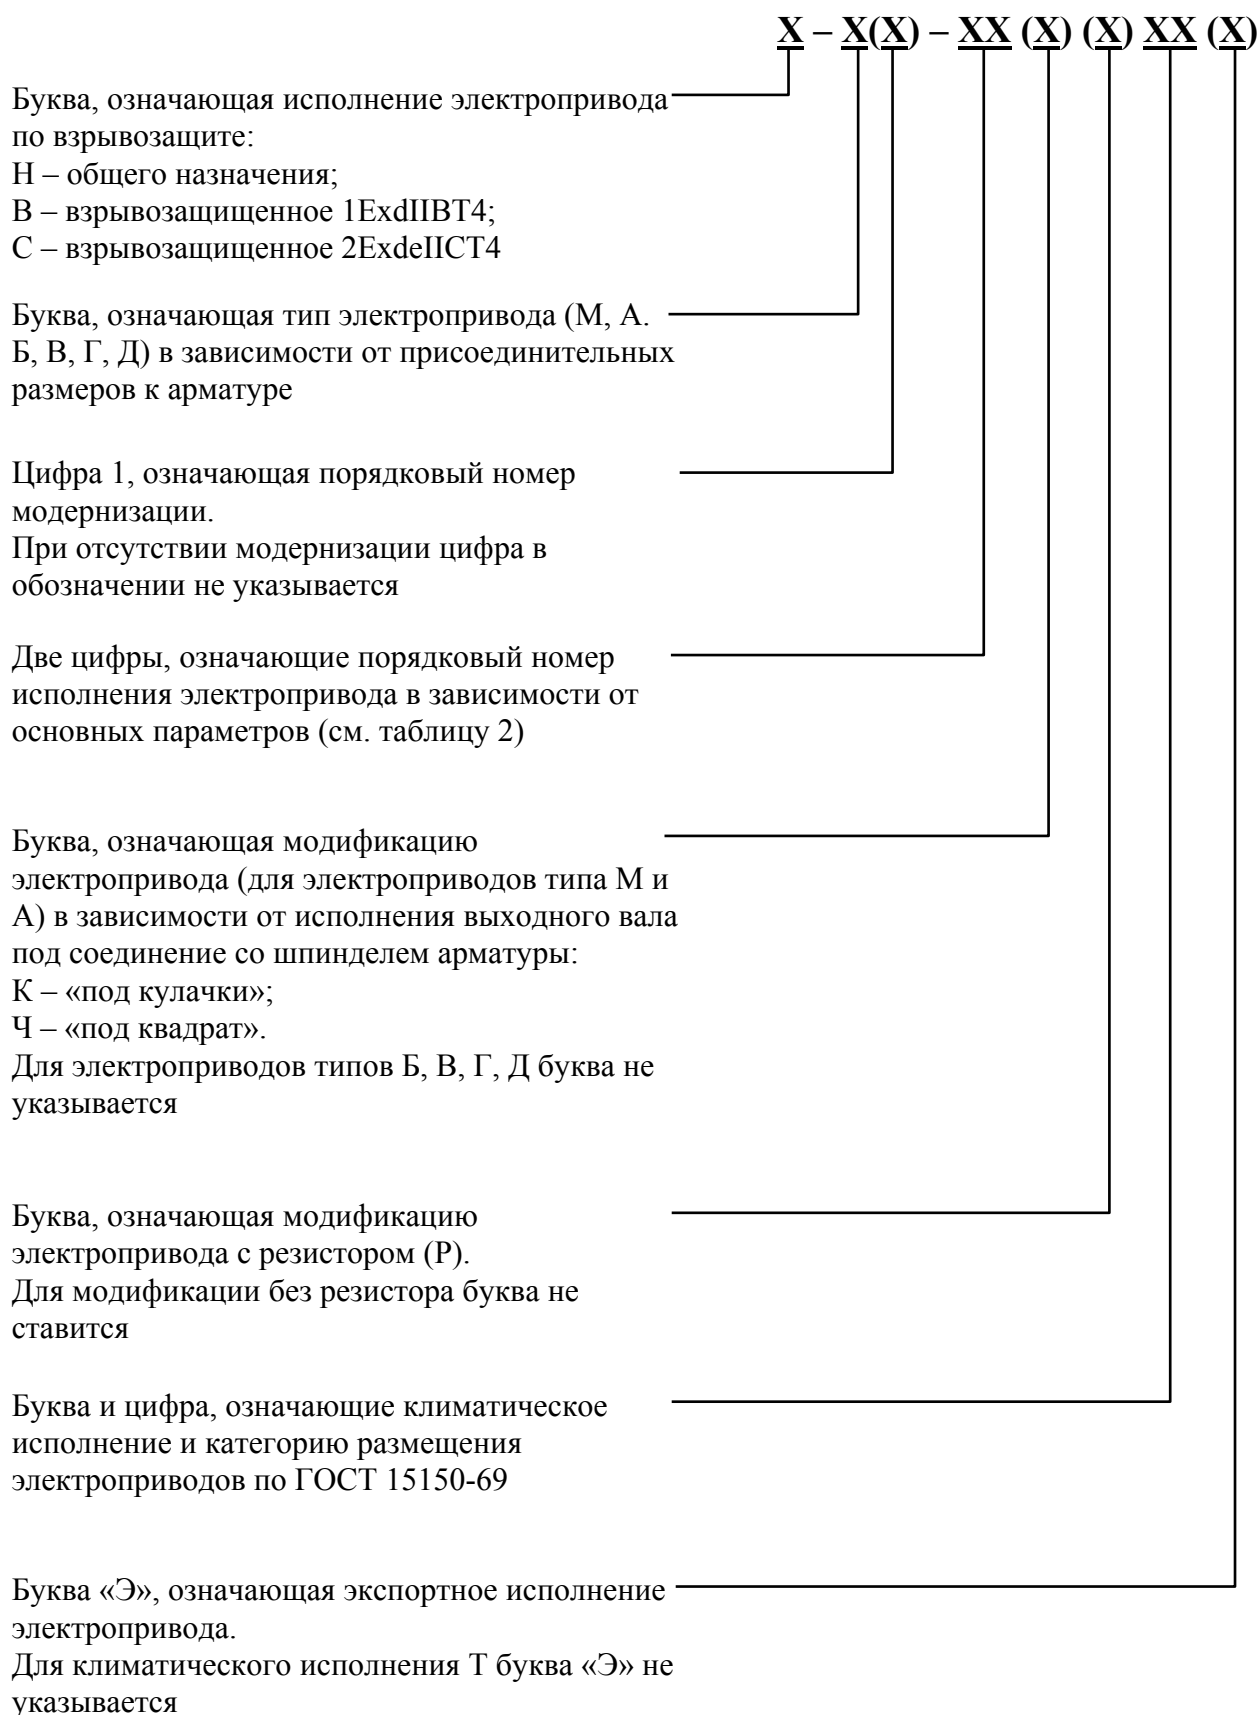 X – X(X) – XX (X) (X) XX (X)
Буква, означающая исполнение электропривода
по взрывозащите:
Н – общего назначения;
В – взрывозащищенное 1ExdIIBT4;
С – взрывозащищенное 2ExdeIICT4
Буква, означающая тип электропривода (М, А.
Б, В, Г, Д) в зависимости от присоединительных
размеров к арматуре
Цифра 1, означающая порядковый номер
модернизации.
При отсутствии модернизации цифра в
обозначении не указывается
Две цифры, означающие порядковый номер
исполнения электропривода в зависимости от
основных параметров (см. таблицу 2)
Буква, означающая модификацию
электропривода (для электроприводов типа М и
А) в зависимости от исполнения выходного вала
под соединение со шпинделем арматуры:
К – «под кулачки»;
Ч – «под квадрат».
Для электроприводов типов Б, В, Г, Д буква не
указывается
Буква, означающая модификацию
электропривода с резистором (Р).
Для модификации без резистора буква не
ставится
Буква и цифра, означающие климатическое
исполнение и категорию размещения
электроприводов по ГОСТ 15150-69
Буква «Э», означающая экспортное исполнение
электропривода.
Для климатического исполнения Т буква «Э» не
указывается